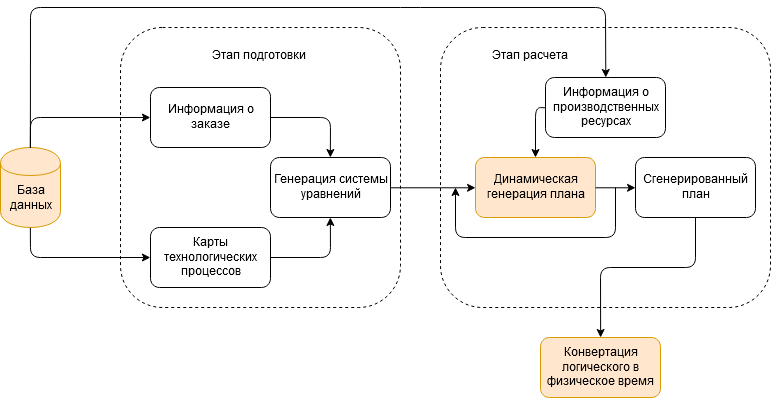 Этап подготовки
Этап расчета
Информация о
заказе
Информация о
производственных
ресурсах
База
данных
Генерация системы
уравнений
Динамическая
генерация плана
Сгенерированный
план
Карты
технологических
процессов
Конвертация
логического в
физическое время